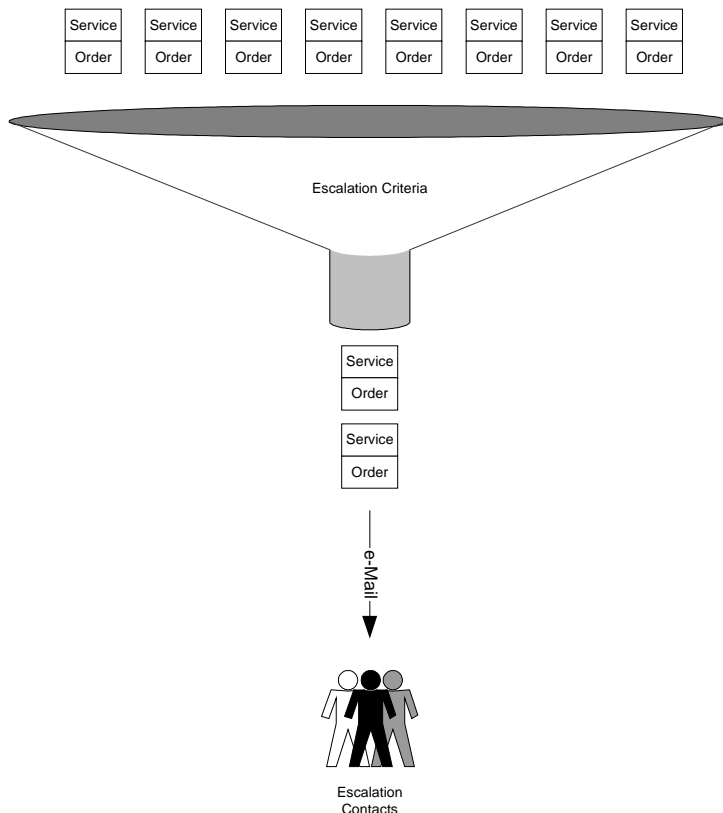 Service Service Service Service Service Service Service Service
Order Order Order Order Order Order Order Order
Escalation Criteria
Service
Order
Service
Order
e-Mail
Escalation
Contacts